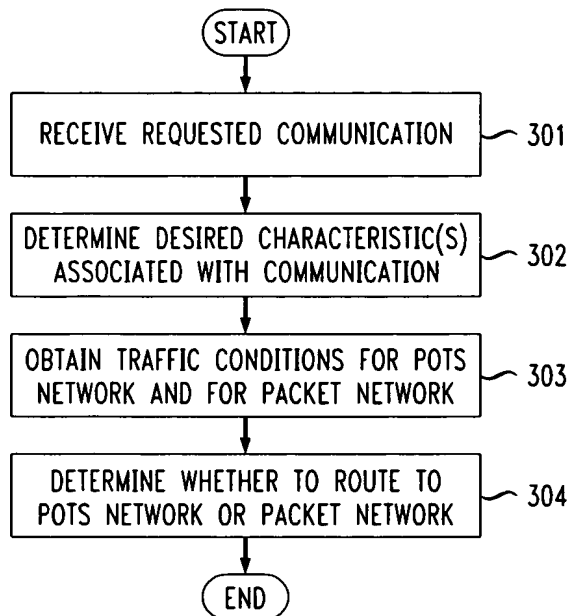 START
RECEIVE REQUESTED COMMUNICATION
301
DETERMINE DESIRED CHARACTERISTIC(S)
ASSOCIATED WITH COMMUNICATION
302
OBTAIN TRAFFIC CONDITIONS FOR POTS
NETWORK AND FOR PACKET NETWORK
303
DETERMINE WHETHER TO ROUTE TO
POTS NETWORK OR PACKET NETWORK
304
END